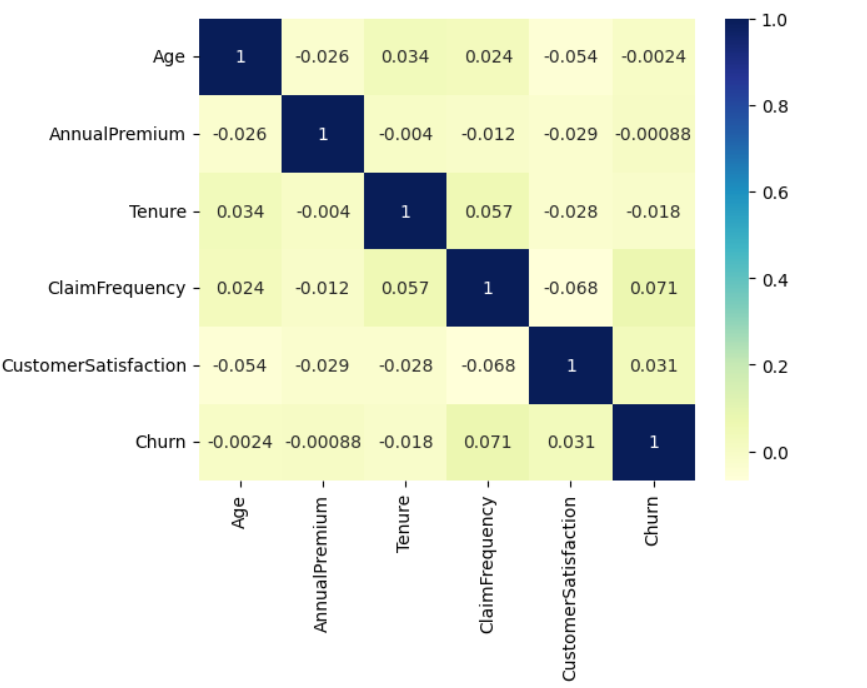 1.0
Age 1 -0.026 0.034 0.024 -0.054 -0.0024
0.8
AnnualPremium -0.026 1 -0.004 -0.012 -0.029 -0.00088
0.6
Tenure 0.034 -0.004 1 0.057 -0.028 -0.018
0.4
ClaimFrequency 0.024 -0.012 0.057 1 -0.068 0.071
0.2
CustomerSatisfaction -0.054 -0.029 -0.028 -0.068 1 0.031
Churn -0.0024 -0.00088 -0.018 0.071 0.031 1
0.0
Age
AnnualPremium
Tenure
ClaimFrequency
CustomerSatisfaction
Churn